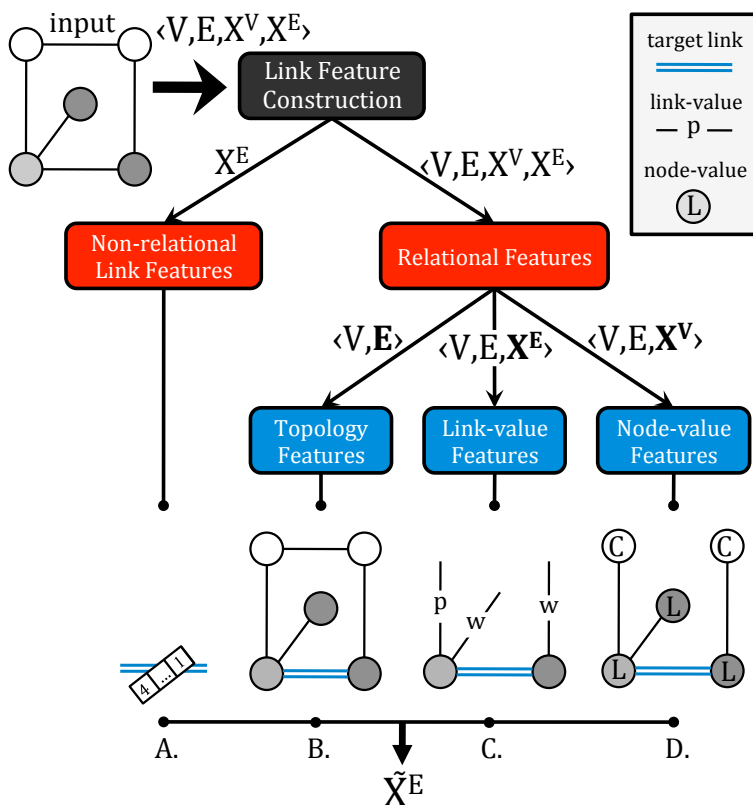 input
⟨V,E,X^V,X^E⟩
Link Feature
Construction
target link
link-value
p
node-value
L
X^E
⟨V,E,X^V,X^E⟩
Non-relational
Link Features
Relational Features
⟨V,E⟩
⟨V,E,X^E⟩
⟨V,E,X^V⟩
Topology
Features
Link-value
Features
Node-value
Features
C C
p w w
L
4 ... 1
L L
A. B. C. D.
X̃^E